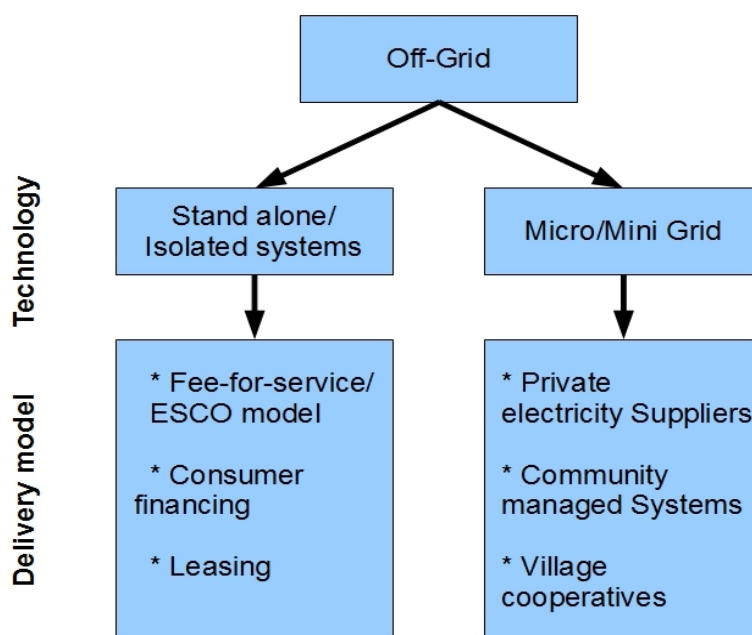 Off-Grid
Technology
Stand alone/
Isolated systems
Micro/Mini Grid
Delivery model
* Fee-for-service/
ESCO model
* Consumer
financing
* Leasing
* Private
electricity Suppliers
* Community
managed Systems
* Village
cooperatives